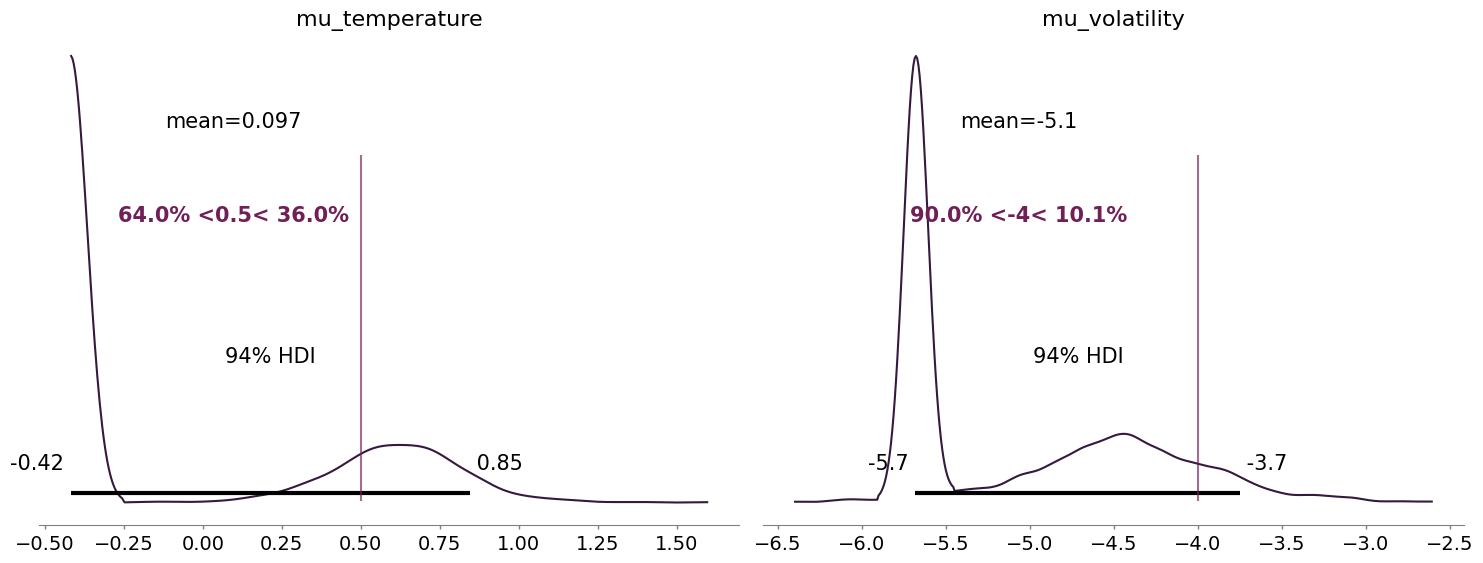 mu_temperature
mean=0.097
64.0% <0.5< 36.0%
94% HDI
-0.42
0.85
−0.50 −0.25 0.00 0.25 0.50 0.75 1.00 1.25 1.50
mu_volatility
mean=-5.1
90.0% <-4< 10.1%
94% HDI
-5.7
-3.7
−6.5 −6.0 −5.5 −5.0 −4.5 −4.0 −3.5 −3.0 −2.5